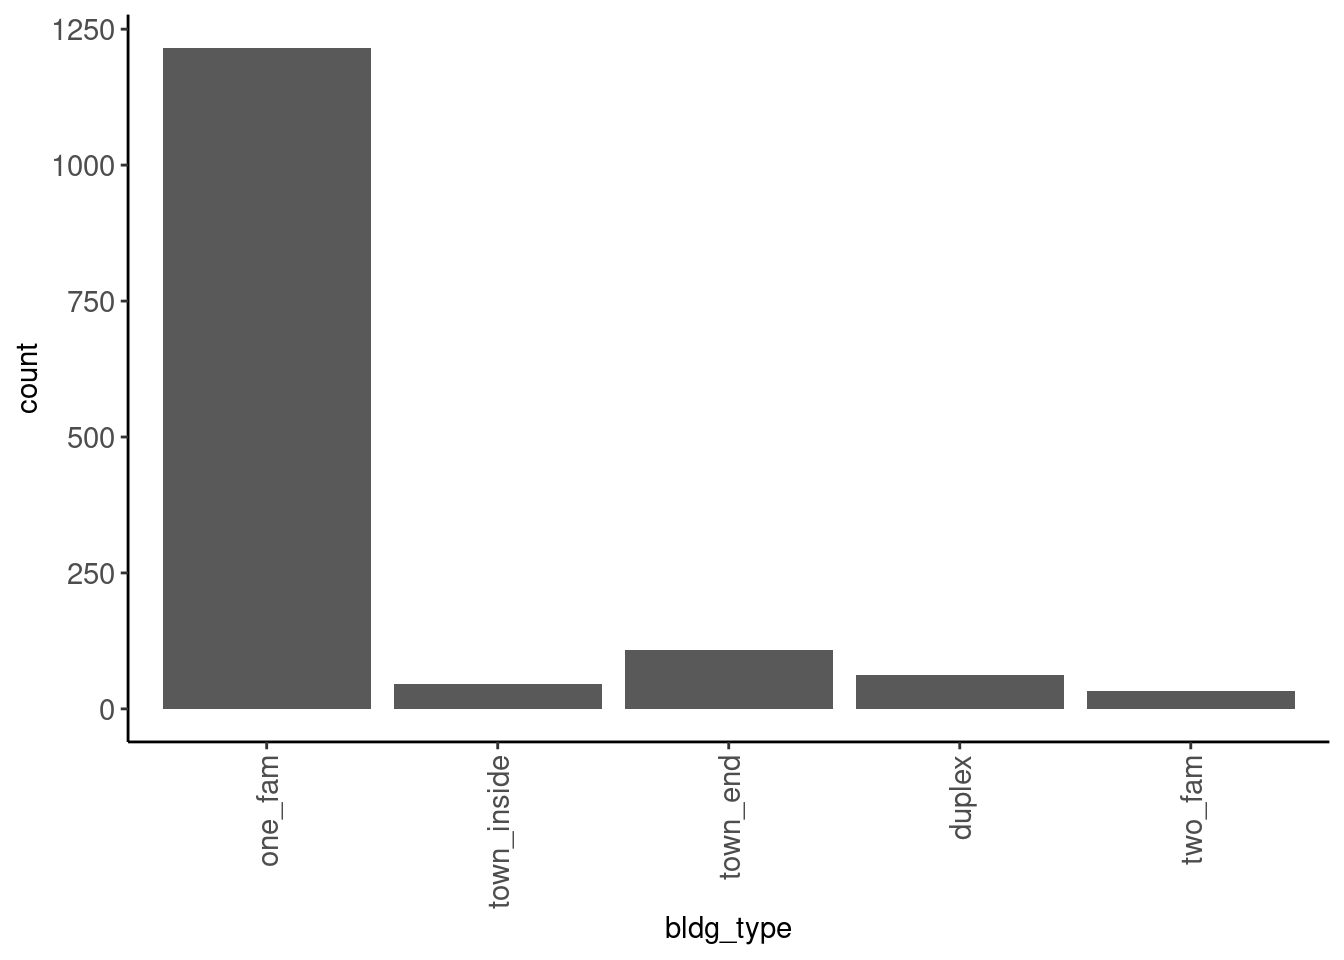 1250
1000
750
500
250
0
count
one_fam
town_inside
town_end
duplex
two_fam
bldg_type